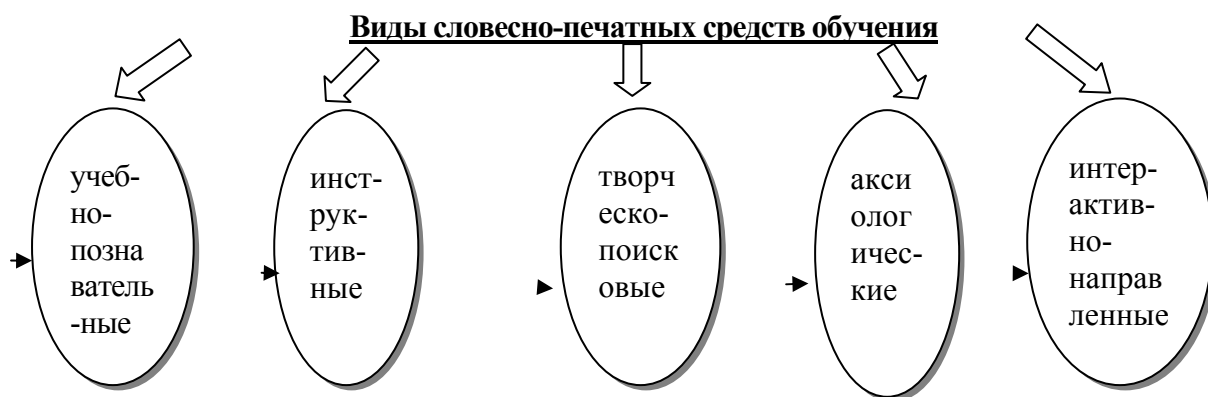 Виды словесно-печатных средств обучения
учеб-
но-
позна
ватель
-ные
инст-
рук-
тив-
ные
творч
еско-
поиск
овые
акси
олог
ичес-
кие
интер-
актив-
но-
направ
ленные